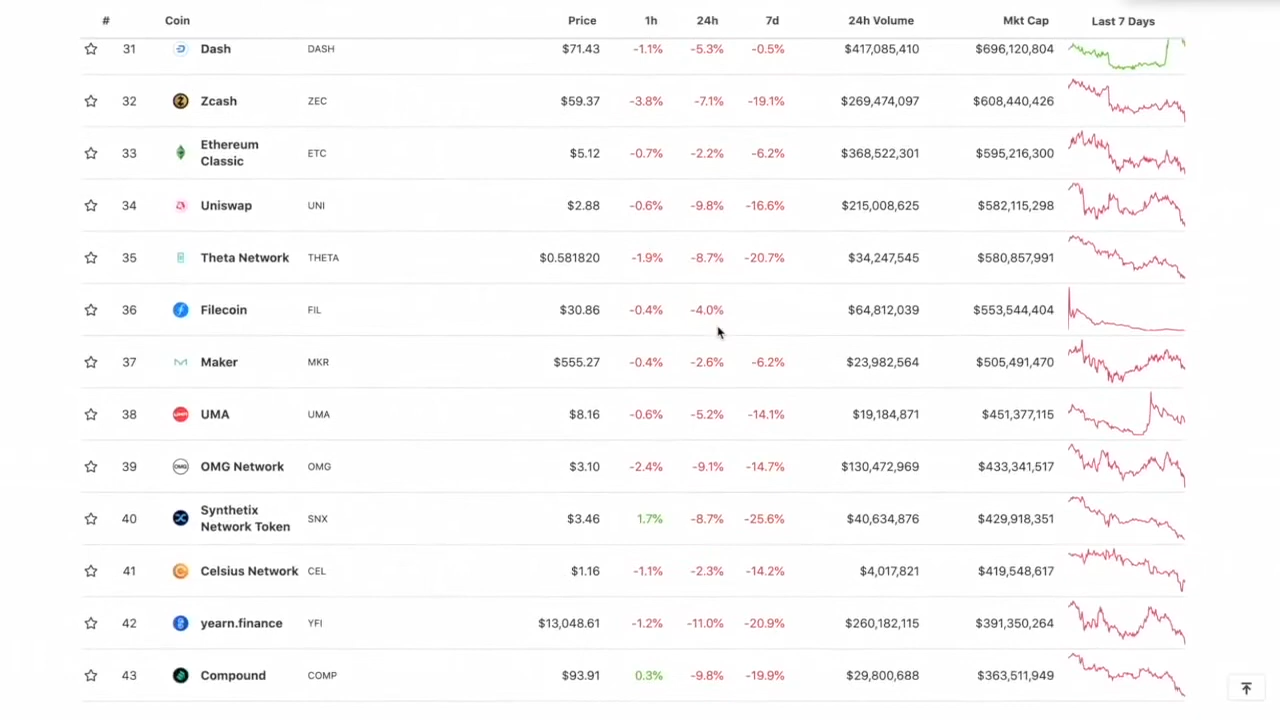 # Coin Price 1h 24h 7d 24h Volume Mkt Cap Last 7 Days
31 Dash DASH $71.43 -1.1% -5.3% -0.5% $417,085,410 $696,120,804
32 Zcash ZEC $59.37 -3.8% -7.1% -19.1% $269,474,097 $608,440,426
33 Ethereum Classic ETC $5.12 -0.7% -2.2% -6.2% $368,522,301 $595,216,300
34 Uniswap UNI $2.88 -0.6% -9.8% -16.6% $215,008,625 $582,115,298
35 Theta Network THETA $0.581820 -1.9% -8.7% -20.7% $34,247,545 $580,857,991
36 Filecoin FIL $30.86 -0.4% -4.0% $64,812,039 $553,544,404
37 Maker MKR $555.27 -0.4% -2.6% -6.2% $23,982,564 $505,491,470
38 UMA UMA $8.16 -0.6% -5.2% -14.1% $19,184,871 $451,377,115
39 OMG OMG Network OMG $3.10 -2.4% -9.1% -14.7% $130,472,969 $433,341,517
40 Synthetix Network Token SNX $3.46 1.7% -8.7% -25.6% $40,634,876 $429,918,351
41 Celsius Network CEL $1.16 -1.1% -2.3% -14.2% $4,017,821 $419,548,617
42 yearn.finance YFI $13,048.61 -1.2% -11.0% -20.9% $260,182,115 $391,350,264
43 Compound COMP $93.91 0.3% -9.8% -19.9% $29,800,688 $363,511,949